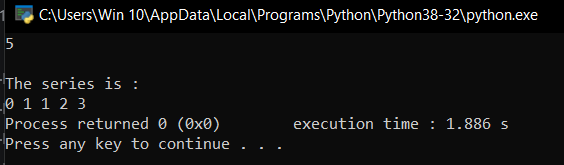 C:\Users\Win 10\AppData\Local\Programs\Python\Python38-32\python.exe
5
The series is :
0 1 1 2 3
Process returned 0 (0x0)        execution time : 1.886 s
Press any key to continue . . .